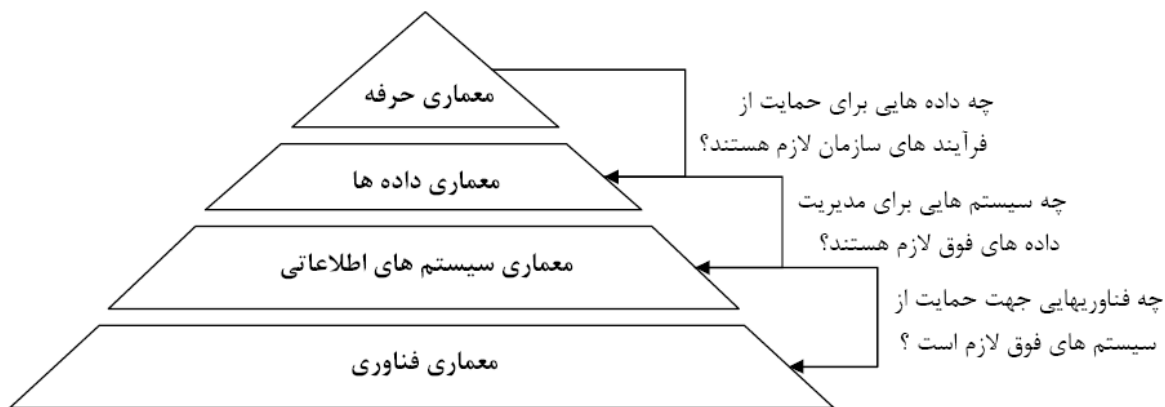 معماری حرفه
چه داده هایی برای حمایت از
فرآیند های سازمان لازم هستند؟
معماری داده ها
چه سیستم هایی برای مدیریت
داده های فوق لازم هستند؟
معماری سیستم های اطلاعاتی
چه فناوریهایی جهت حمایت از
سیستم های فوق لازم است ؟
معماری فناوری